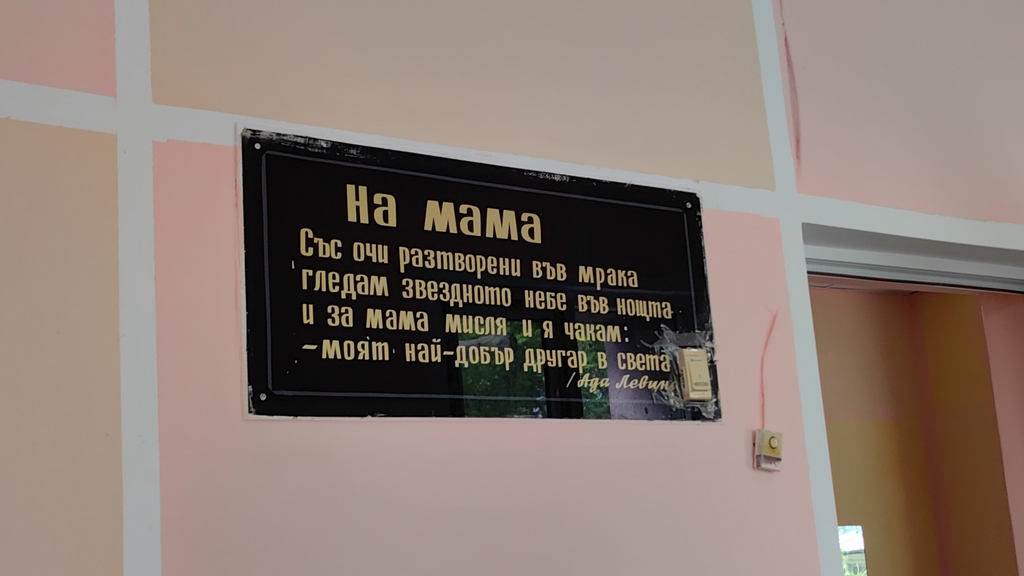 На мама
Със очи разтворени във мрака
гледам звездното небе във нощта
и за мама мисля и я чакам:
-моят най-добър другар в света
/Ада Левин